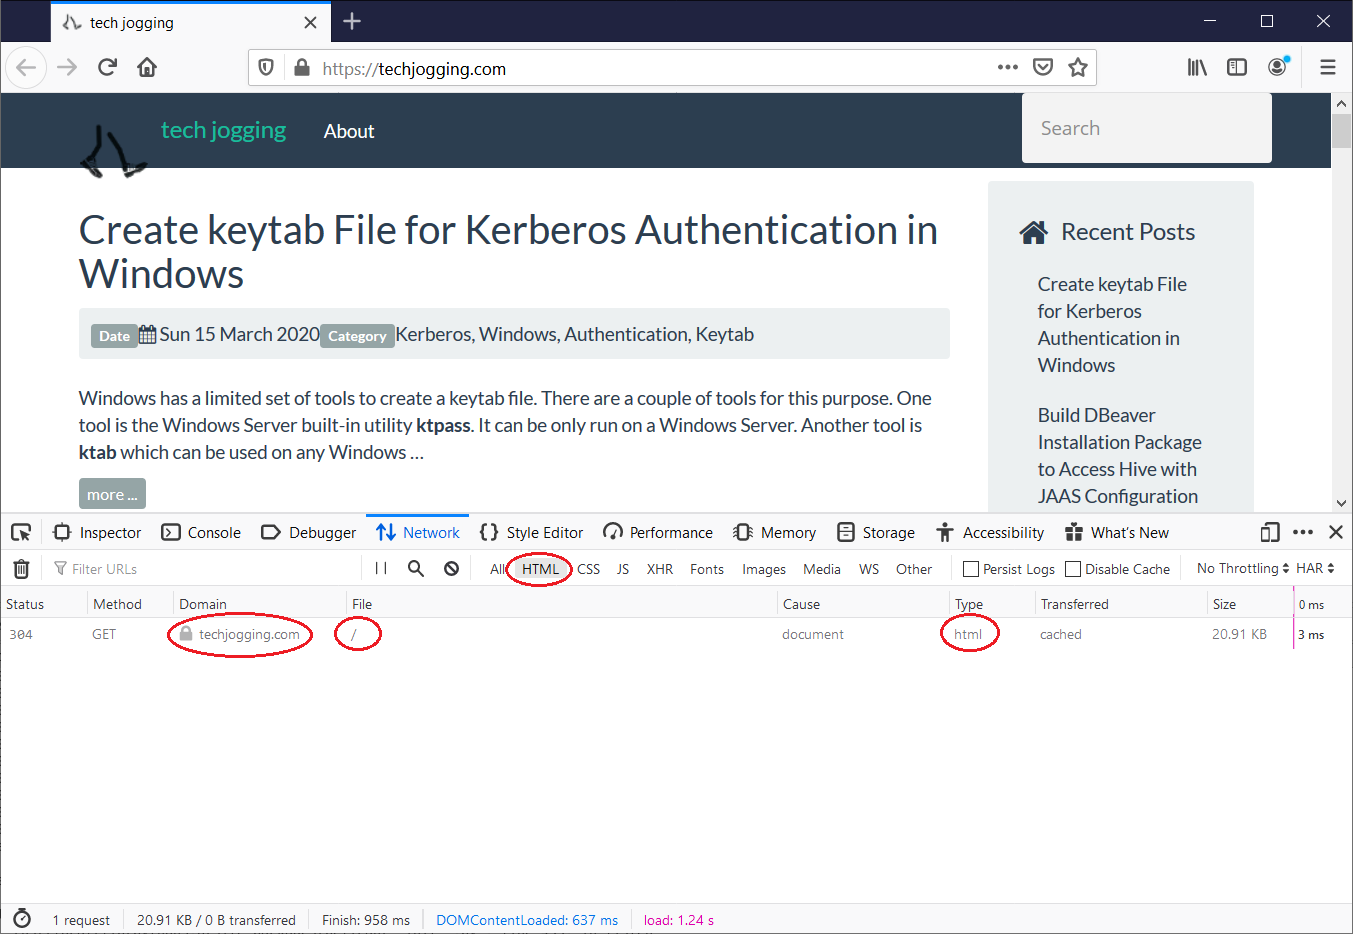 tech jogging
https://techjogging.com
tech jogging About Search
Create keytab File for Kerberos Authentication in
Windows
Date Sun 15 March 2020 Category Kerberos, Windows, Authentication, Keytab
Windows has a limited set of tools to create a keytab file. There are a couple of tools for this purpose. One
tool is the Windows Server built-in utility ktpass. It can be only run on a Windows Server. Another tool is
ktab which can be used on any Windows ...
more ...
Recent Posts
Create keytab File
for Kerberos
Authentication in
Windows
Build DBeaver
Installation Package
to Access Hive with
JAAS Configuration
Inspector Console Debugger Network Style Editor Performance Memory Storage Accessibility What's New
Filter URLs All HTML CSS JS XHR Fonts Images Media WS Other Persist Logs Disable Cache No Throttling HAR
Status Method Domain File Cause Type Transferred Size 0 ms
304 GET techjogging.com / document html cached 20.91 KB 3 ms
1 request 20.91 KB / 0 B transferred Finish: 958 ms DOMContentLoaded: 637 ms load: 1.24 s